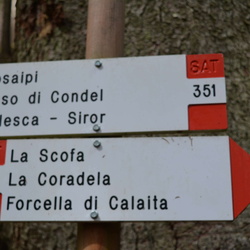 osaipi SAT
so di Condel 351
lesca - Siror
La Scofa
La Coradela
Forcella di Calaita